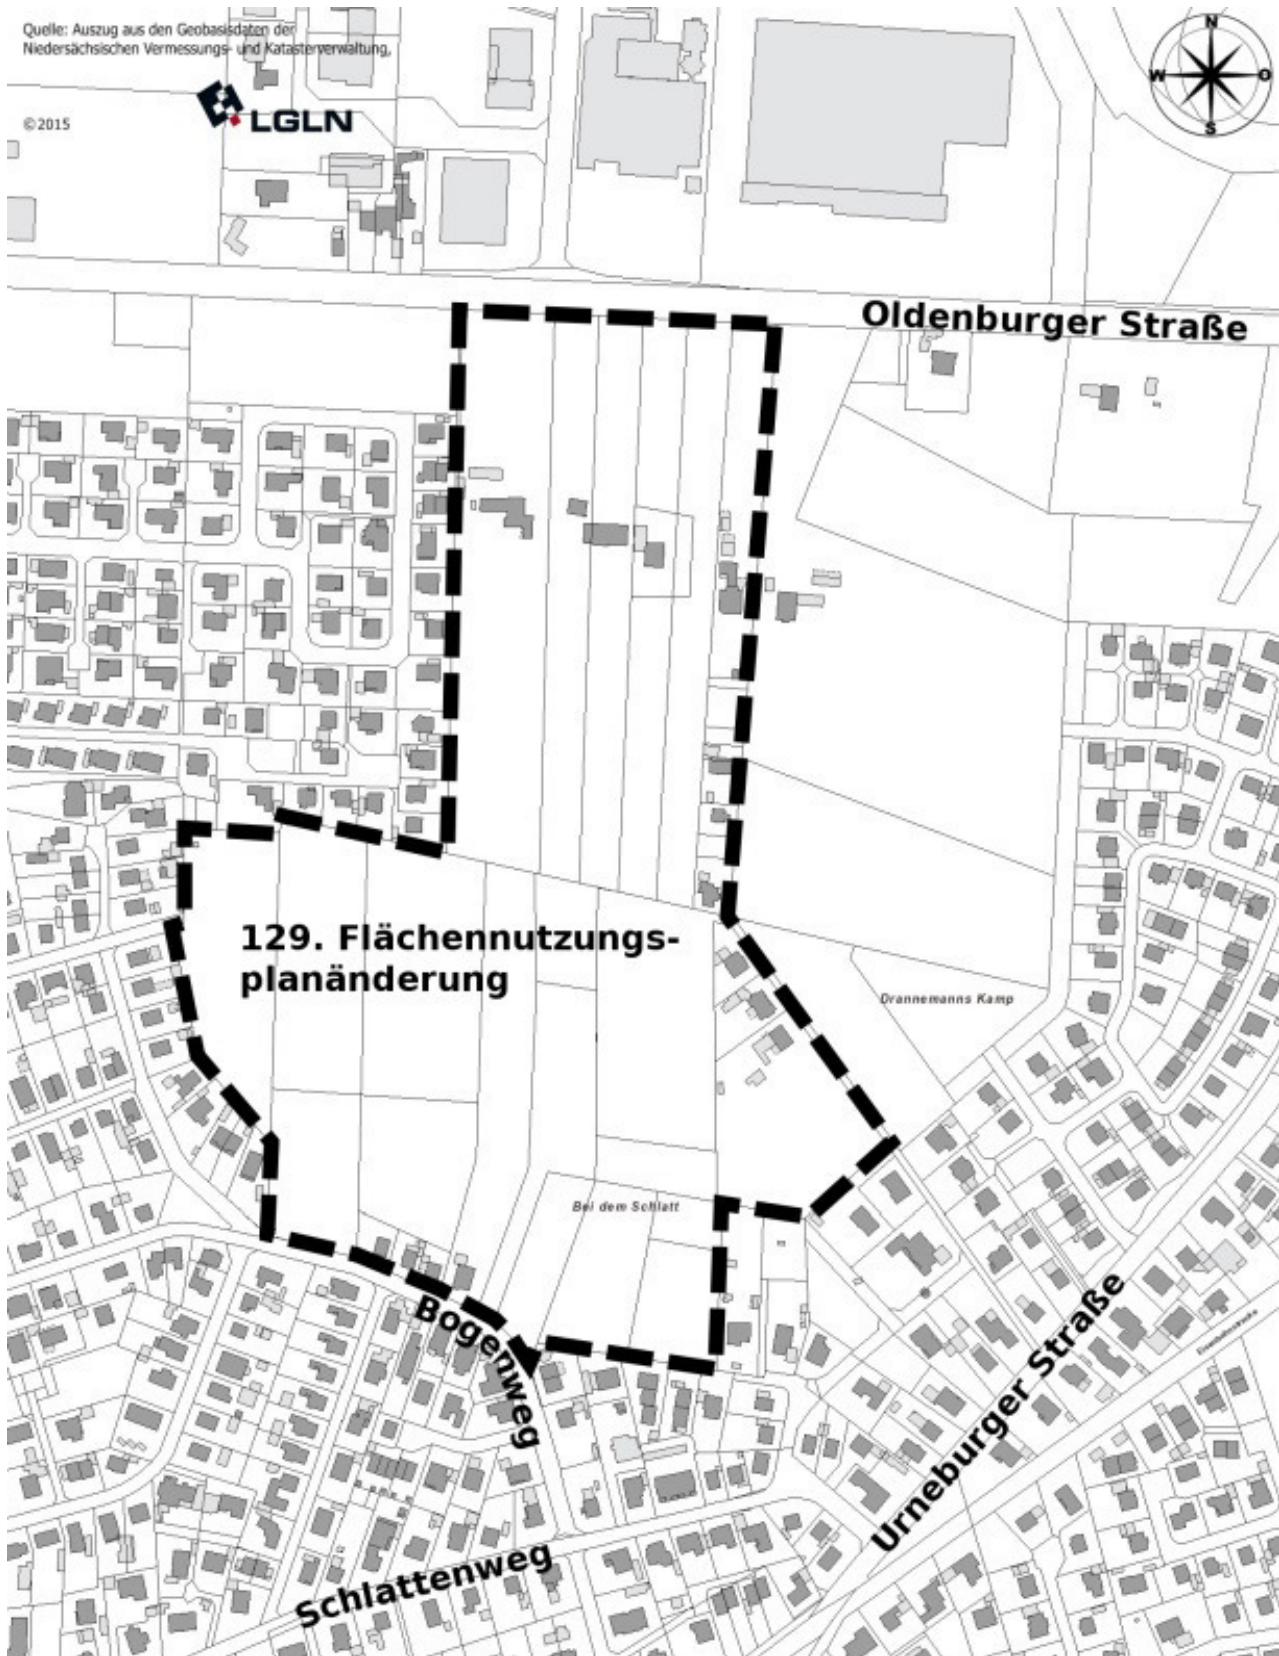 Quelle: Auszug aus den Geobasisdaten der
Niedersächsischen Vermessungs- und Katasterverwaltung,
©2015
LGLN
N
W
O
S
Oldenburger Straße
129. Flächennutzungs-
planänderung
Drannemanns Kamp
Bei dem Schlatt
Bogenweg
Urneburger Straße
Schlattenweg